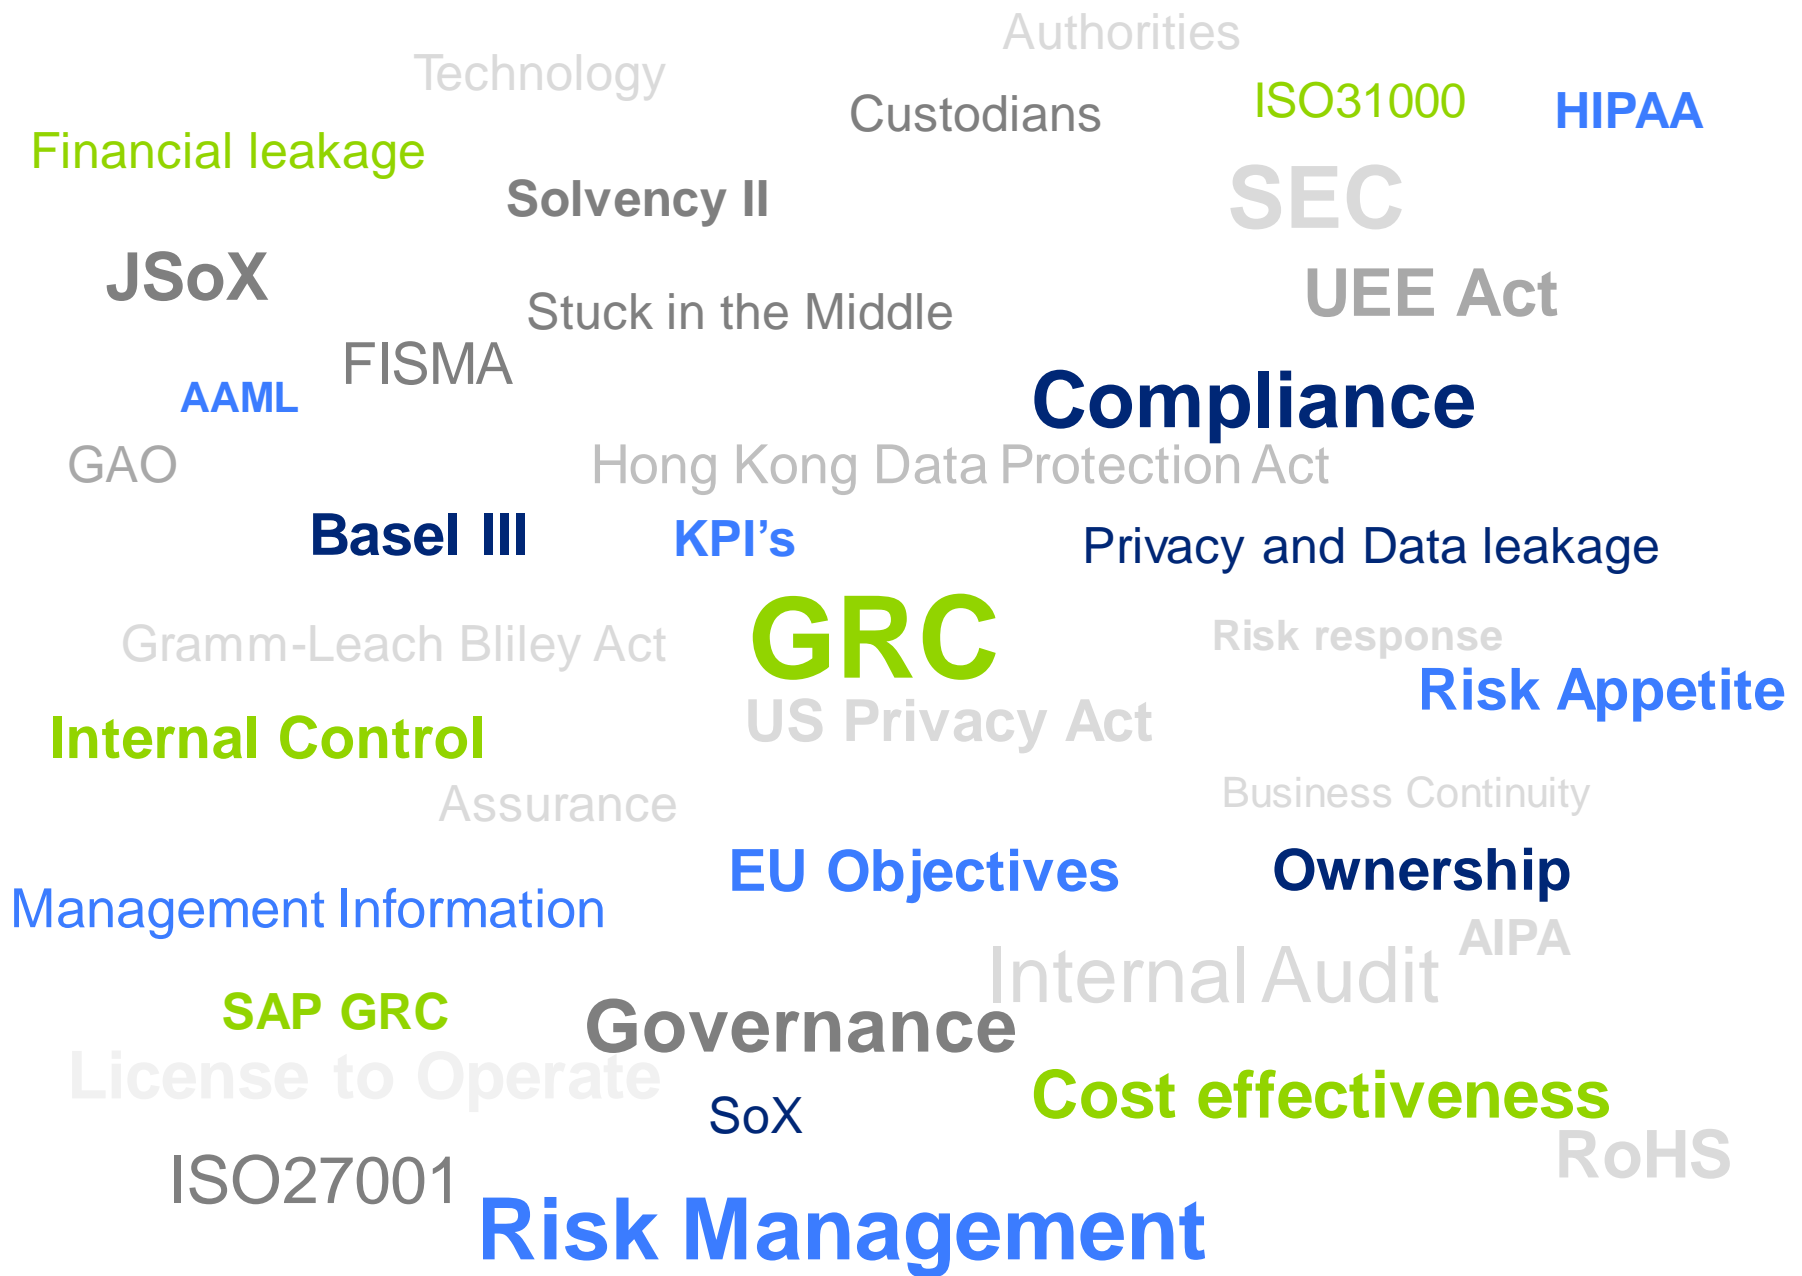 Authorities
Technology
Custodians
ISO31000
HIPAA
Financial leakage
Solvency II
SEC
JSoX
Stuck in the Middle
UEE Act
FISMA
AAML
Compliance
GAO
Hong Kong Data Protection Act
Basel III
KPI’s
Privacy and Data leakage
GRC
Gramm-Leach Bliley Act
Risk response
Risk Appetite
US Privacy Act
Internal Control
Assurance
Business Continuity
EU Objectives
Ownership
Management Information
AIPA
Internal Audit
SAP GRC
Governance
License to Operate
Cost effectiveness
SoX
RoHS
ISO27001
Risk Management